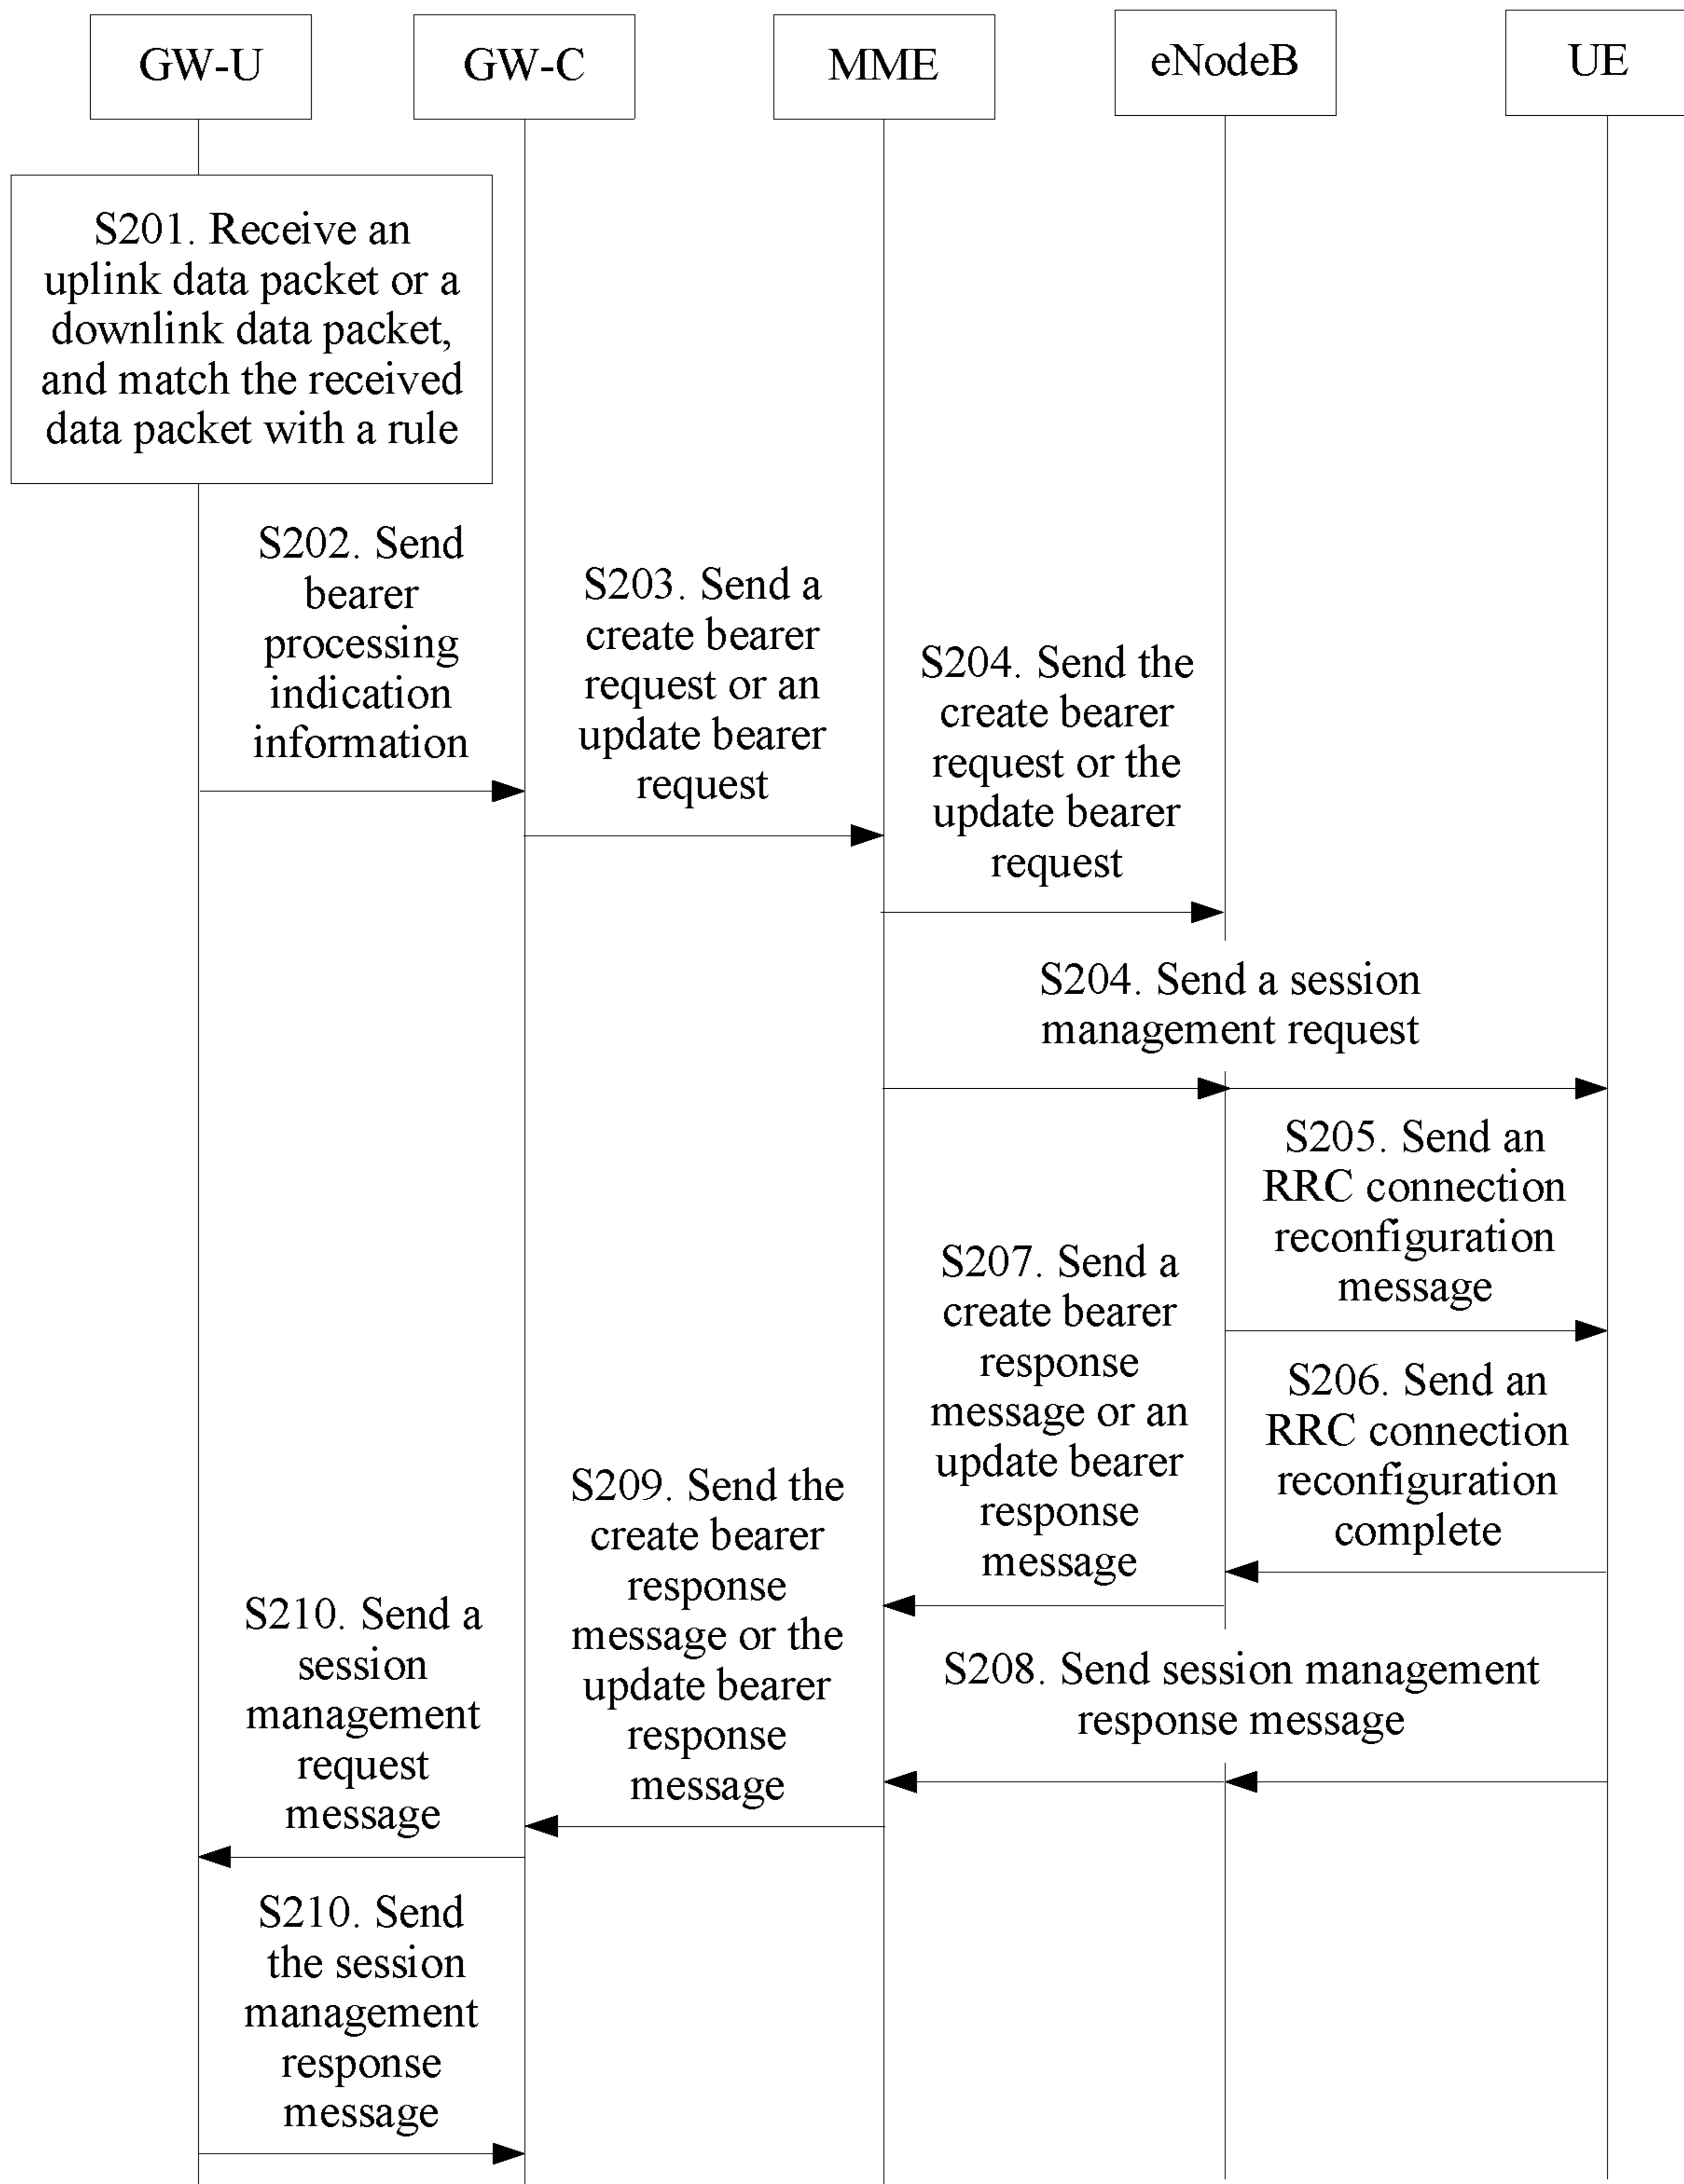 GW-U
GW-C
MME
eNodeB
UE
S201. Receive an
uplink data packet or a
downlink data packet,
and match the received
data packet with a rule
S202. Send
bearer
processing
indication
information
S203. Send a
create bearer
request or an
update bearer
request
S204. Send the
create bearer
request or the
update bearer
request
S204. Send a session
management request
S205. Send an
RRC connection
reconfiguration
message
S206. Send an
RRC connection
reconfiguration
complete
S207. Send a
create bearer
response
message or an
update bearer
response
message
S208. Send session management
response message
S209. Send the
create bearer
response
message or the
update bearer
response
message
S210. Send a
session
management
request
message
S210. Send
the session
management
response
message